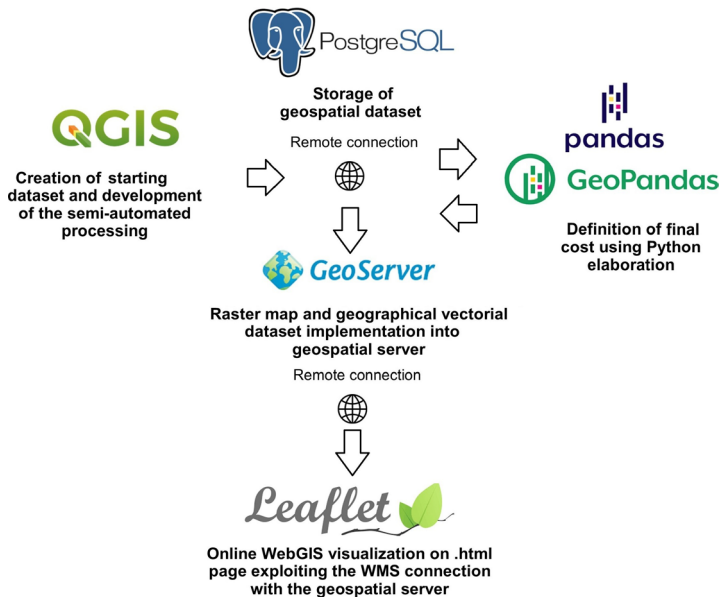 PostgreSQL
Storage of
geospatial dataset
Remote connection
QGIS
Creation of starting
dataset and development
of the semi-automated
processing
pandas
GeoPandas
Definition of final
cost using Python
elaboration
GeoServer
Raster map and geographical vectorial
dataset implementation into
geospatial server
Remote connection
Leaflet
Online WebGIS visualization on .html
page exploiting the WMS connection
with the geospatial server